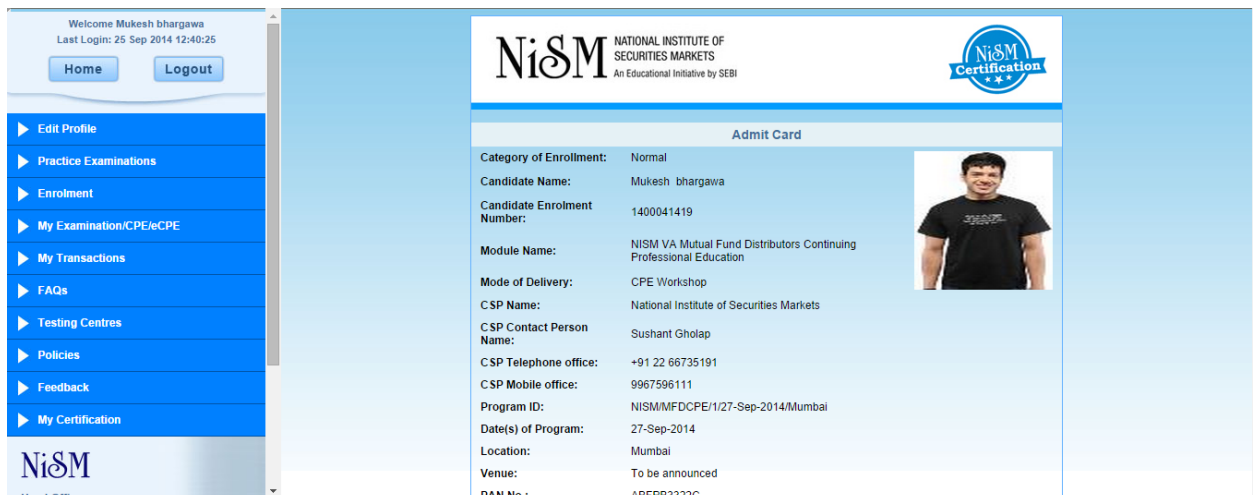 Welcome Mukesh bhargawa
Last Login: 25 Sep 2014 12:40:25
Home Logout
Edit Profile
Practice Examinations
Enrolment
My Examination/CPE/eCPE
My Transactions
FAQs
Testing Centres
Policies
Feedback
My Certification
NiSM
NiSM
NATIONAL INSTITUTE OF
SECURITIES MARKETS
An Educational Initiative by SEBI
NiSM
Certification
Admit Card
Category of Enrollment: Normal
Candidate Name: Mukesh bhargawa
Candidate Enrolment
Number: 1400041419
Module Name: NISM VA Mutual Fund Distributors Continuing
Professional Education
Mode of Delivery: CPE Workshop
CSP Name: National Institute of Securities Markets
CSP Contact Person
Name: Sushant Gholap
CSP Telephone office: +91 22 66735191
CSP Mobile office: 9967596111
Program ID: NISM/MFDCPE/1/27-Sep-2014/Mumbai
Date(s) of Program: 27-Sep-2014
Location: Mumbai
Venue: To be announced
PAN No.: